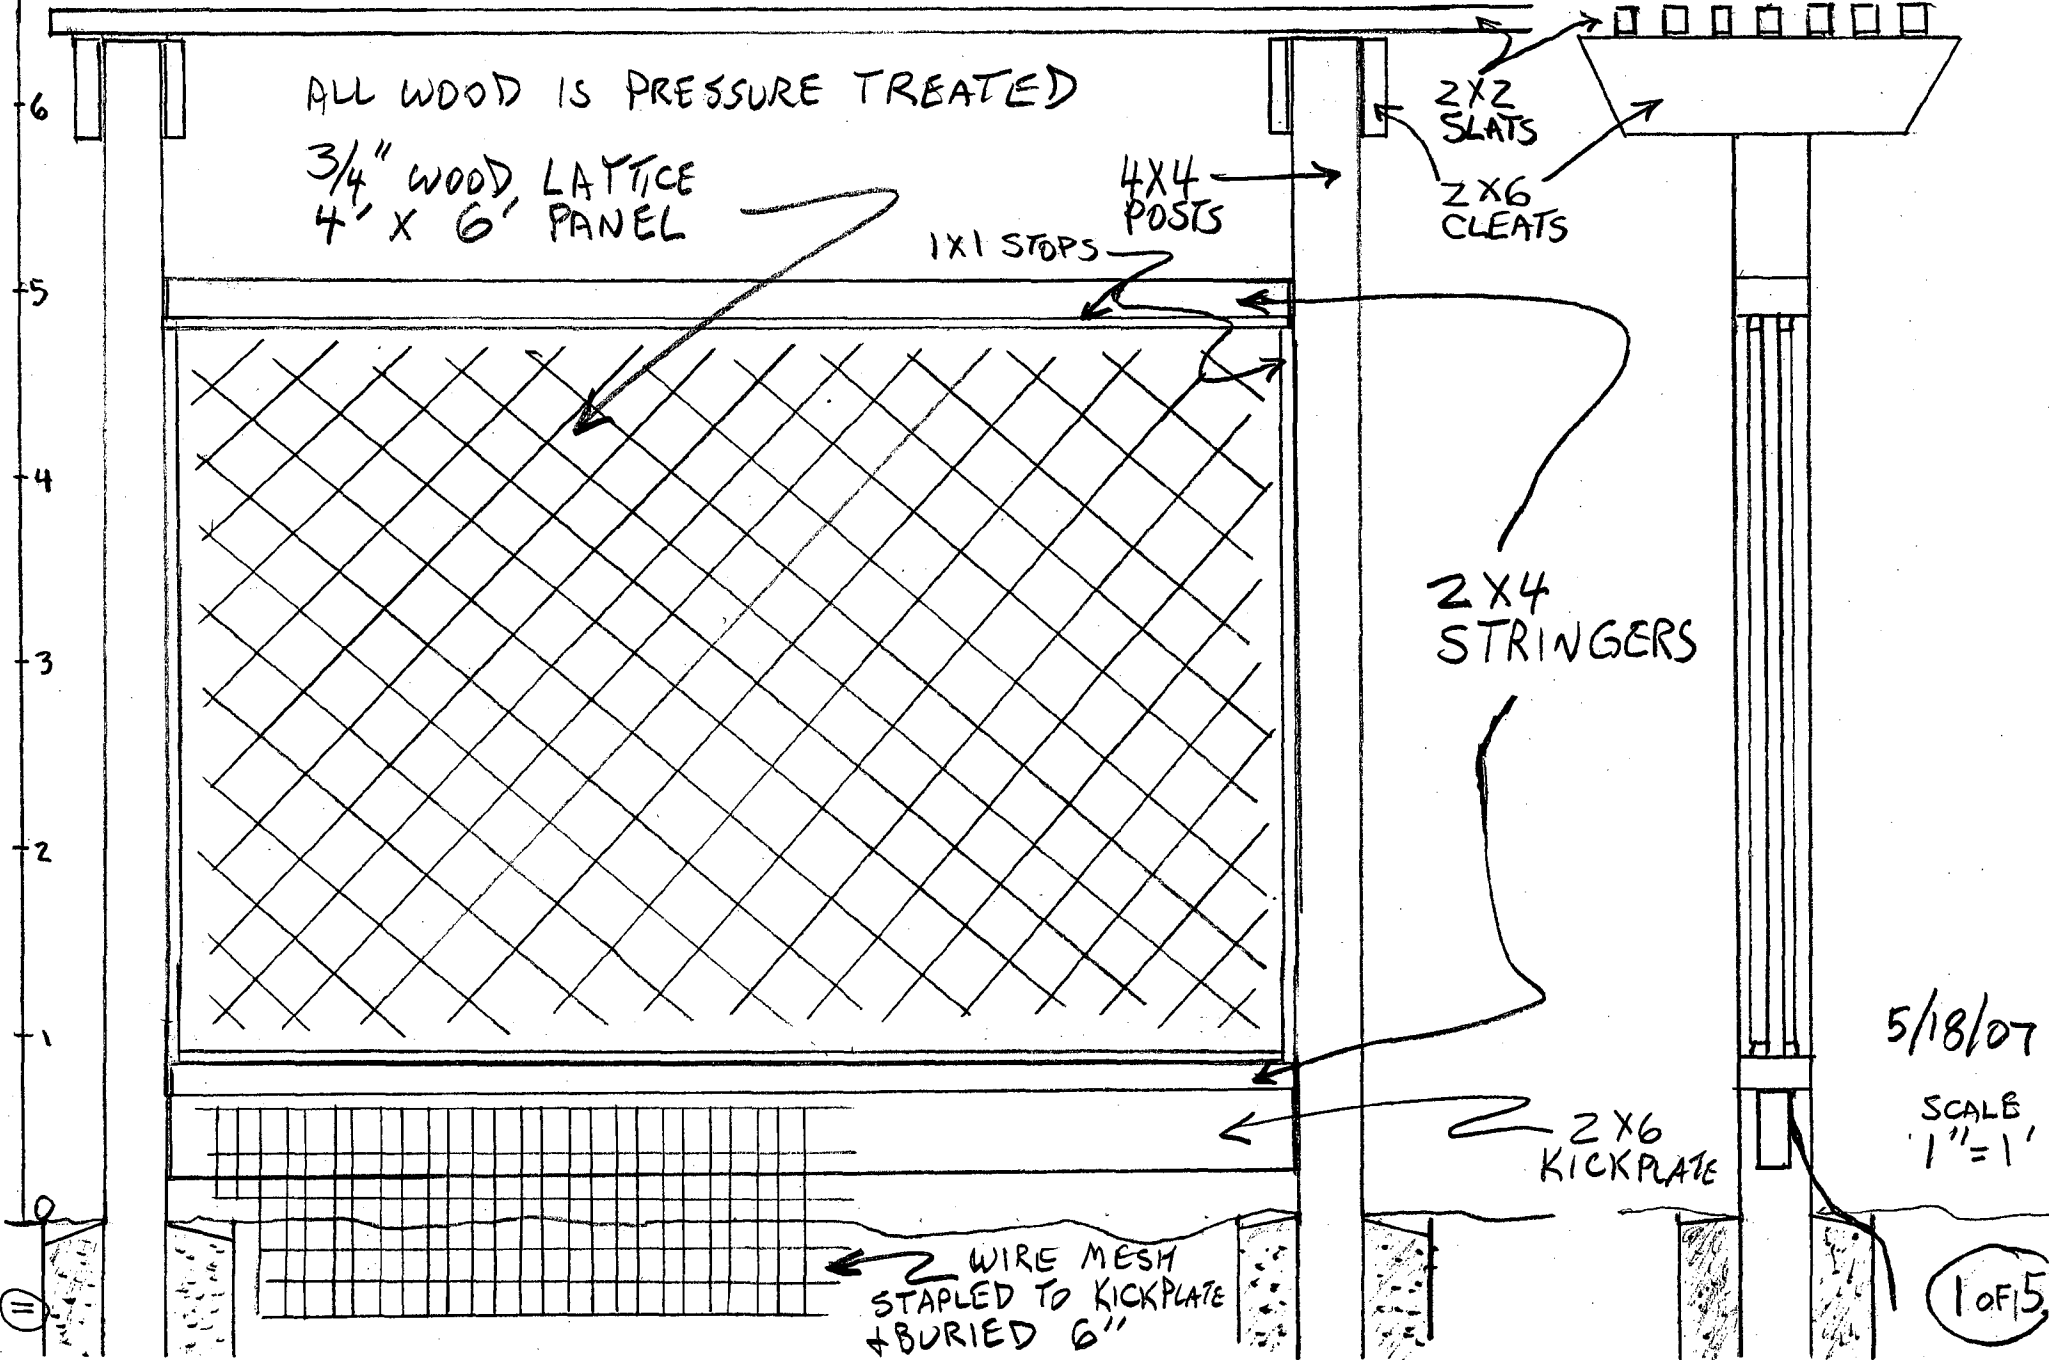 ALL WOOD IS PRESSURE TREATED
3/4" WOOD LATTICE
4' X 6' PANEL
1X1 STOPS
4X4
POSTS
2X2
SLATS
2X6
CLEATS
2X4
STRINGERS
2X6
KICKPLATE
WIRE MESH
STAPLED TO KICKPLATE
+ BURIED 6"
6
5
4
3
2
1
0
5/18/07
SCALE
1"=1'
1 OF 5